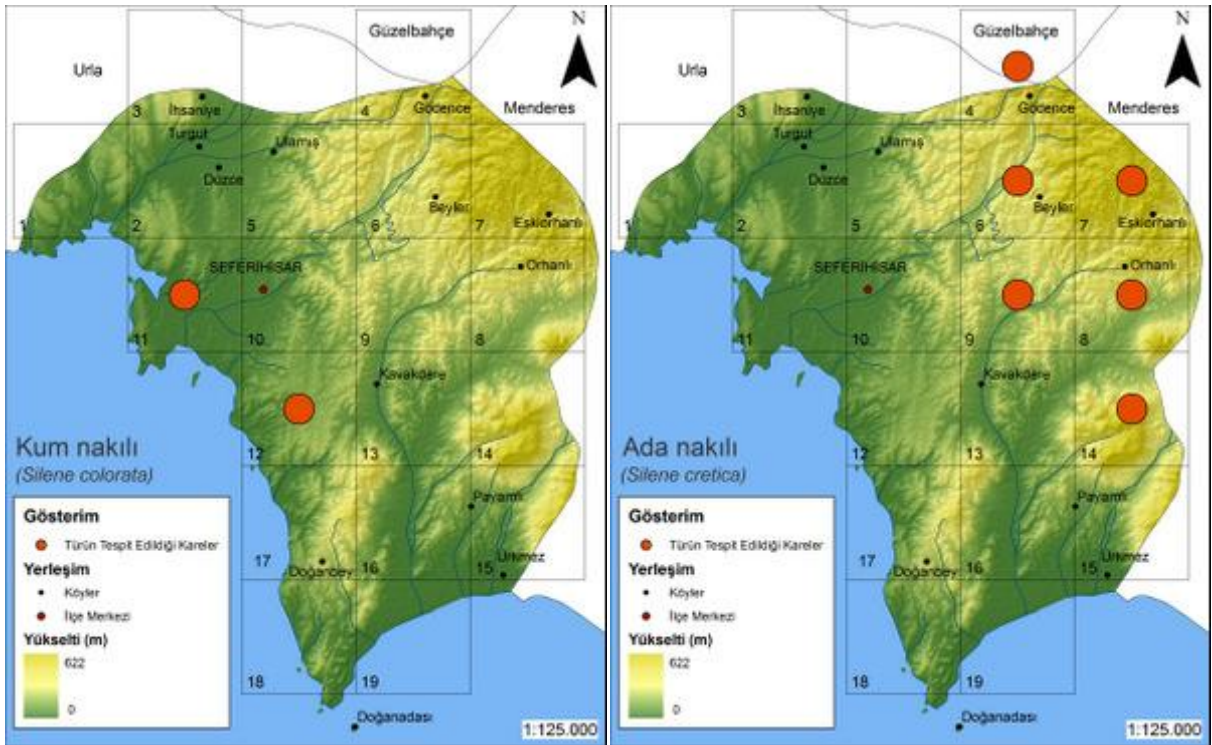 N
Güzelbahçe
Urla
Menderes
3
4
Gödence
İhsaniye
Turgut
Ulamış
Düzce
Beyler
Eskiorhanlı
1
2
5
6
7
SEFERİHİSAR
Orhanlı
11
10
9
8
Kavakdere
Kum nakılı
(Silene colorata)
12
13
14
Payamlı
Gösterim
Türün Tespit Edildiği Kareler
Yerleşim
Köyler
İlçe Merkezi
Yükselti (m)
622
0
17
Doğanbey
16
15
Ürkmez
18
19
Doğanadası
1:125.000
N
Güzelbahçe
Urla
Menderes
3
4
Gödence
İhsaniye
Turgut
Ulamış
Düzce
Beyler
Eskiorhanlı
1
2
5
6
7
SEFERİHİSAR
Orhanlı
11
10
9
8
Kavakdere
Ada nakılı
(Silene cretica)
12
13
14
Payamlı
Gösterim
Türün Tespit Edildiği Kareler
Yerleşim
Köyler
İlçe Merkezi
Yükselti (m)
622
0
17
Doğanbey
16
15
Ürkmez
18
19
Doğanadası
1:125.000